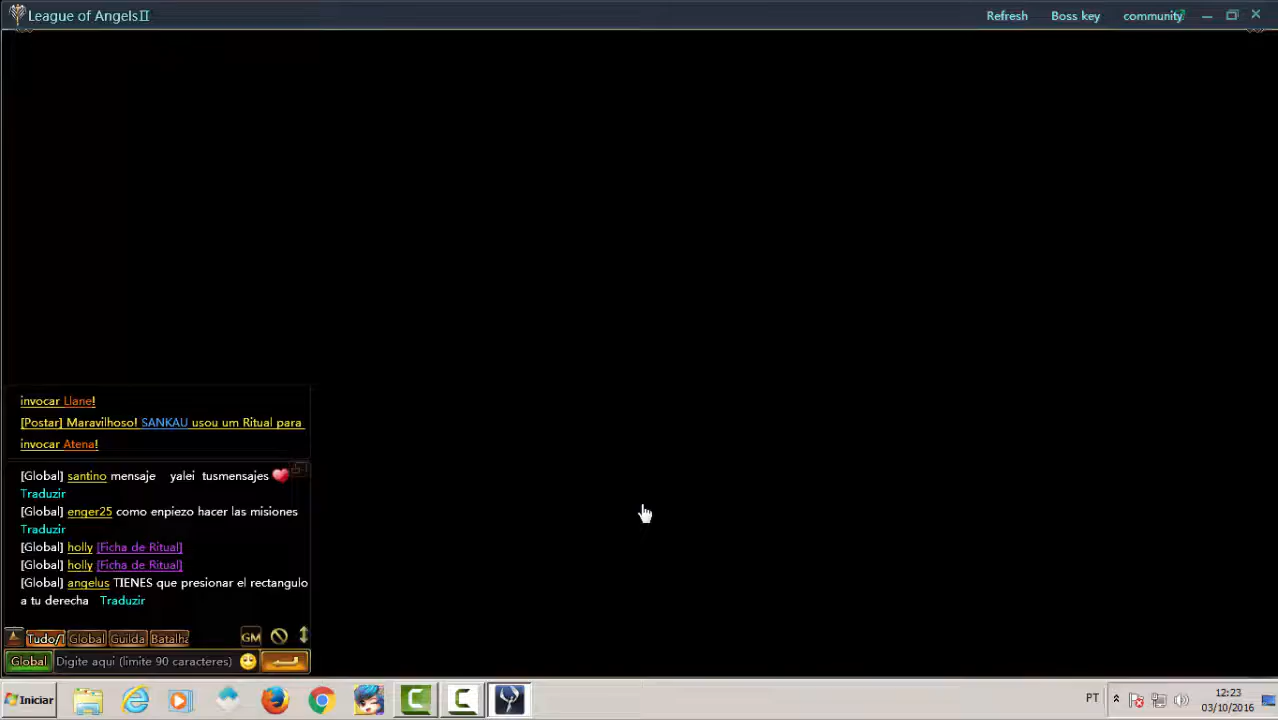 League of AngelsII
Refresh Boss key community
invocar Llane!
[Postar] Maravilhoso! SANKAU usou um Ritual para
invocar Atena!
[Global] santino mensaje yalei tusmensajes
Traduzir
[Global] enger25 como enpiezo hacer las misiones
Traduzir
[Global] holly [Ficha de Ritual]
[Global] holly [Ficha de Ritual]
[Global] angelus TIENES que presionar el rectangulo
a tu derecha Traduzir
Global Guilda Batalha GM
Global Digite aqui (limite 90 caracteres)
Iniciar
PT 12:23
03/10/2016